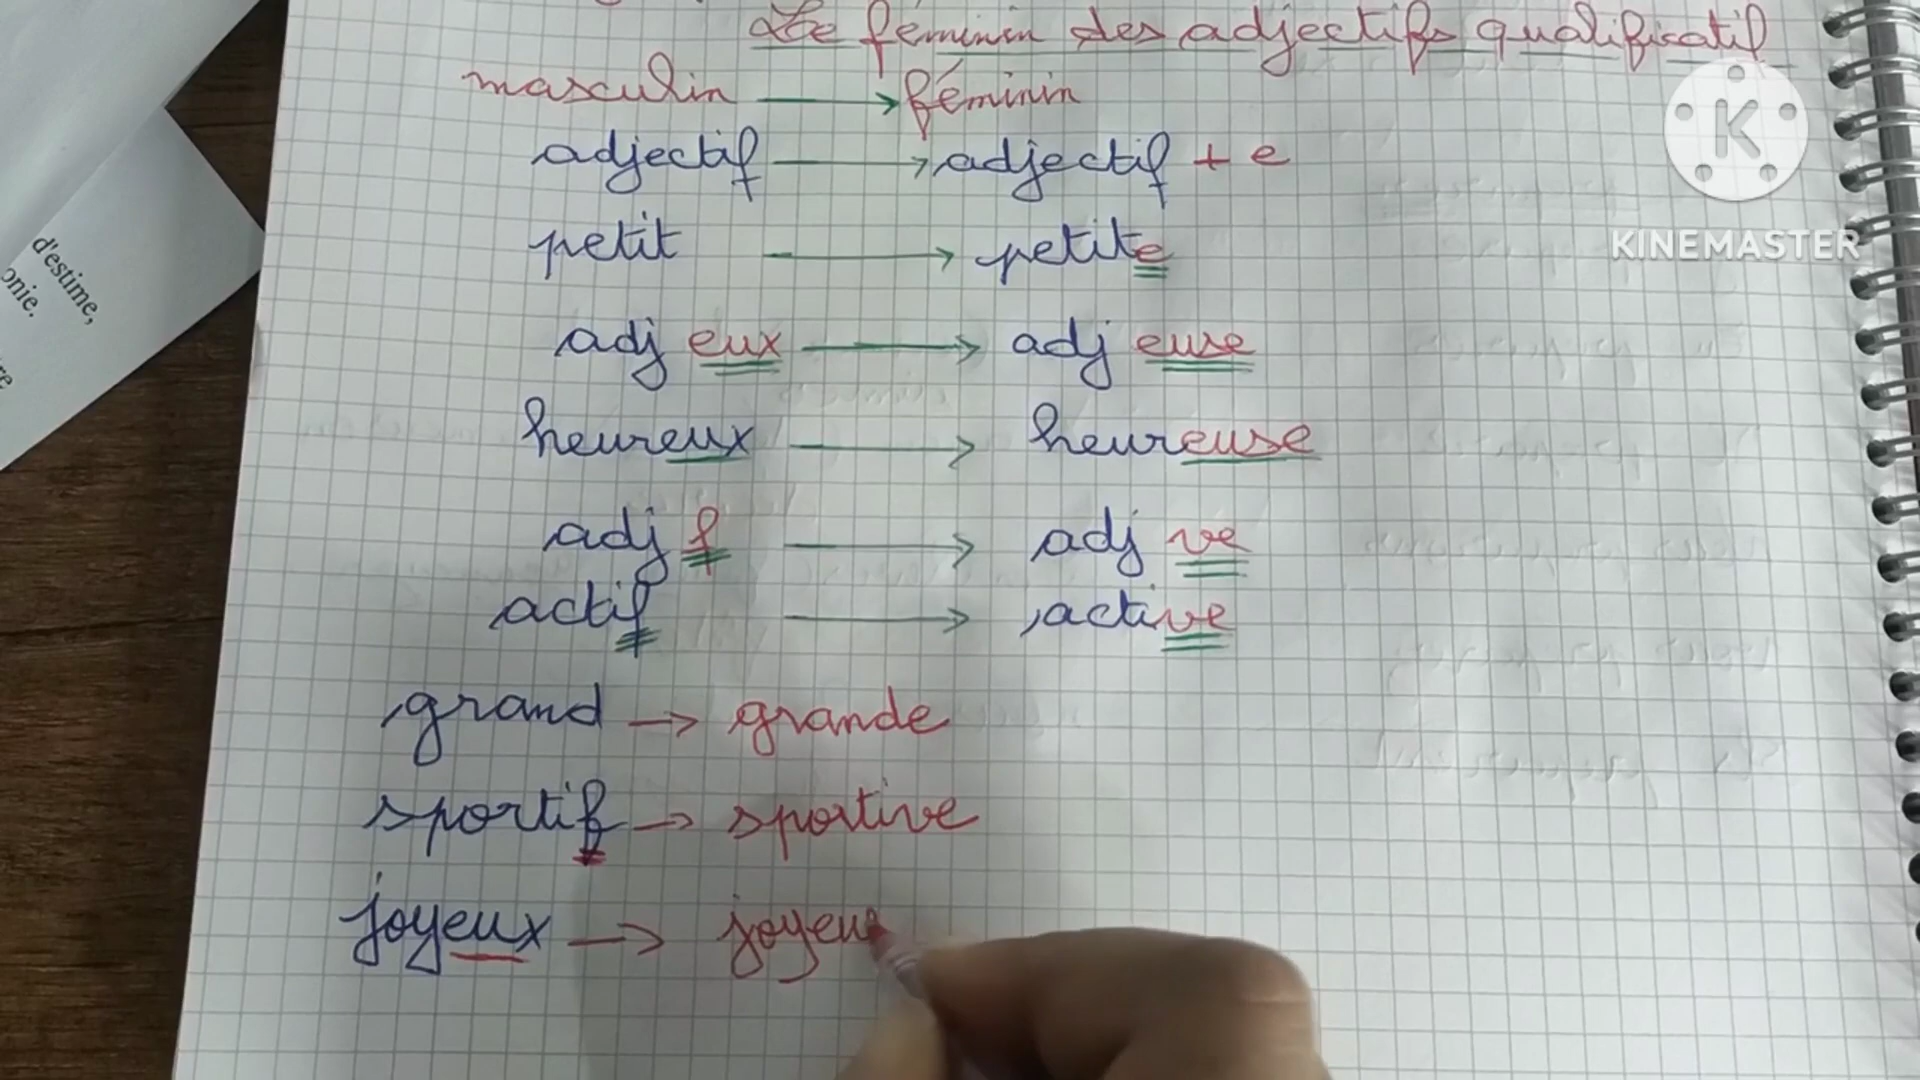 Le féminin des adjectifs qualificatif
masculin → féminin
adjectif → adjectif + e
petit → petite
adj eux → adj euse
heureux → heureuse
adj f → adj ve
actif → active
grand → grande
sportif → sportive
joyeux → joyeu
K
KINEMASTER
d'estime,
onie.
re